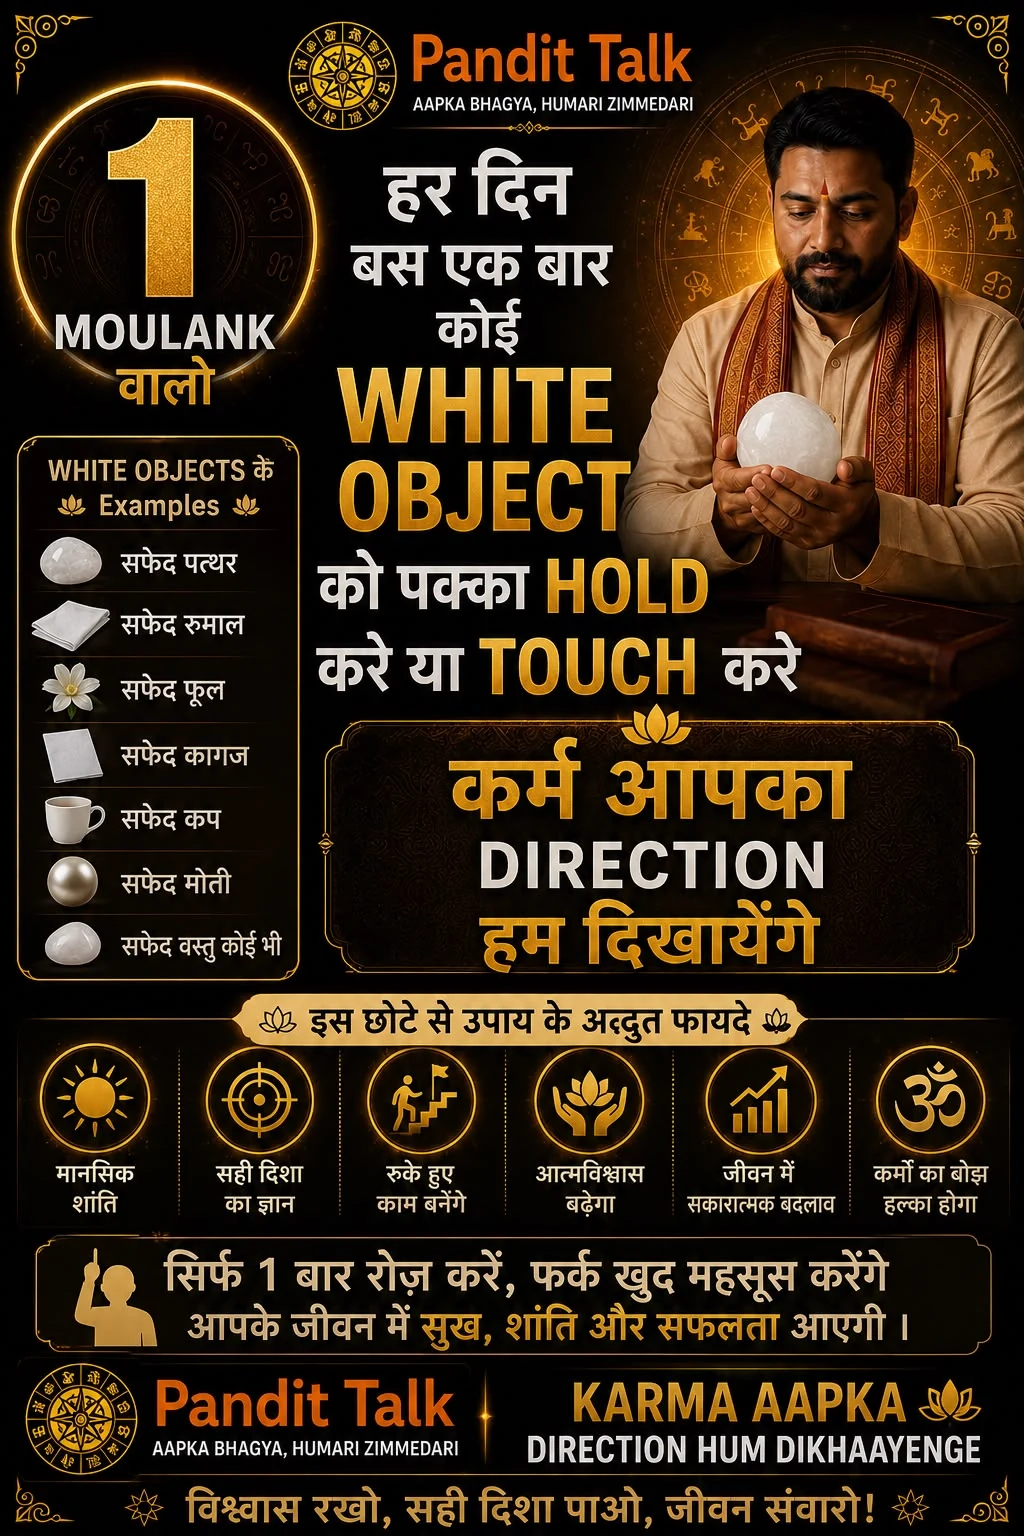 Pandit Talk
AAPKA BHAGYA, HUMARI ZIMMEDARI
1
MOULANK
वालो
हर दिन
बस एक बार
कोई
WHITE
OBJECT
को पक्का HOLD
करे या TOUCH करे
WHITE OBJECTS के
Examples
सफेद पत्थर
सफेद रुमाल
सफेद फूल
सफेद कागज
सफेद कप
सफेद मोती
सफेद वस्तु कोई भी
कर्म आपका
DIRECTION
हम दिखायेंगे
इस छोटे से उपाय के अद्भुत फायदे
मानसिक
शांति
सही दिशा
का ज्ञान
रुके हुए
काम बनेंगे
आत्मविश्वास
बढ़ेगा
जीवन में
सकारात्मक बदलाव
ॐ
कर्मों का बोझ
हल्का होगा
सिर्फ 1 बार रोज़ करें, फर्क खुद महसूस करेंगे
आपके जीवन में सुख, शांति और सफलता आएगी ।
Pandit Talk
AAPKA BHAGYA, HUMARI ZIMMEDARI
KARMA AAPKA
DIRECTION HUM DIKHAAYENGE
विश्वास रखो, सही दिशा पाओ, जीवन संवारो!